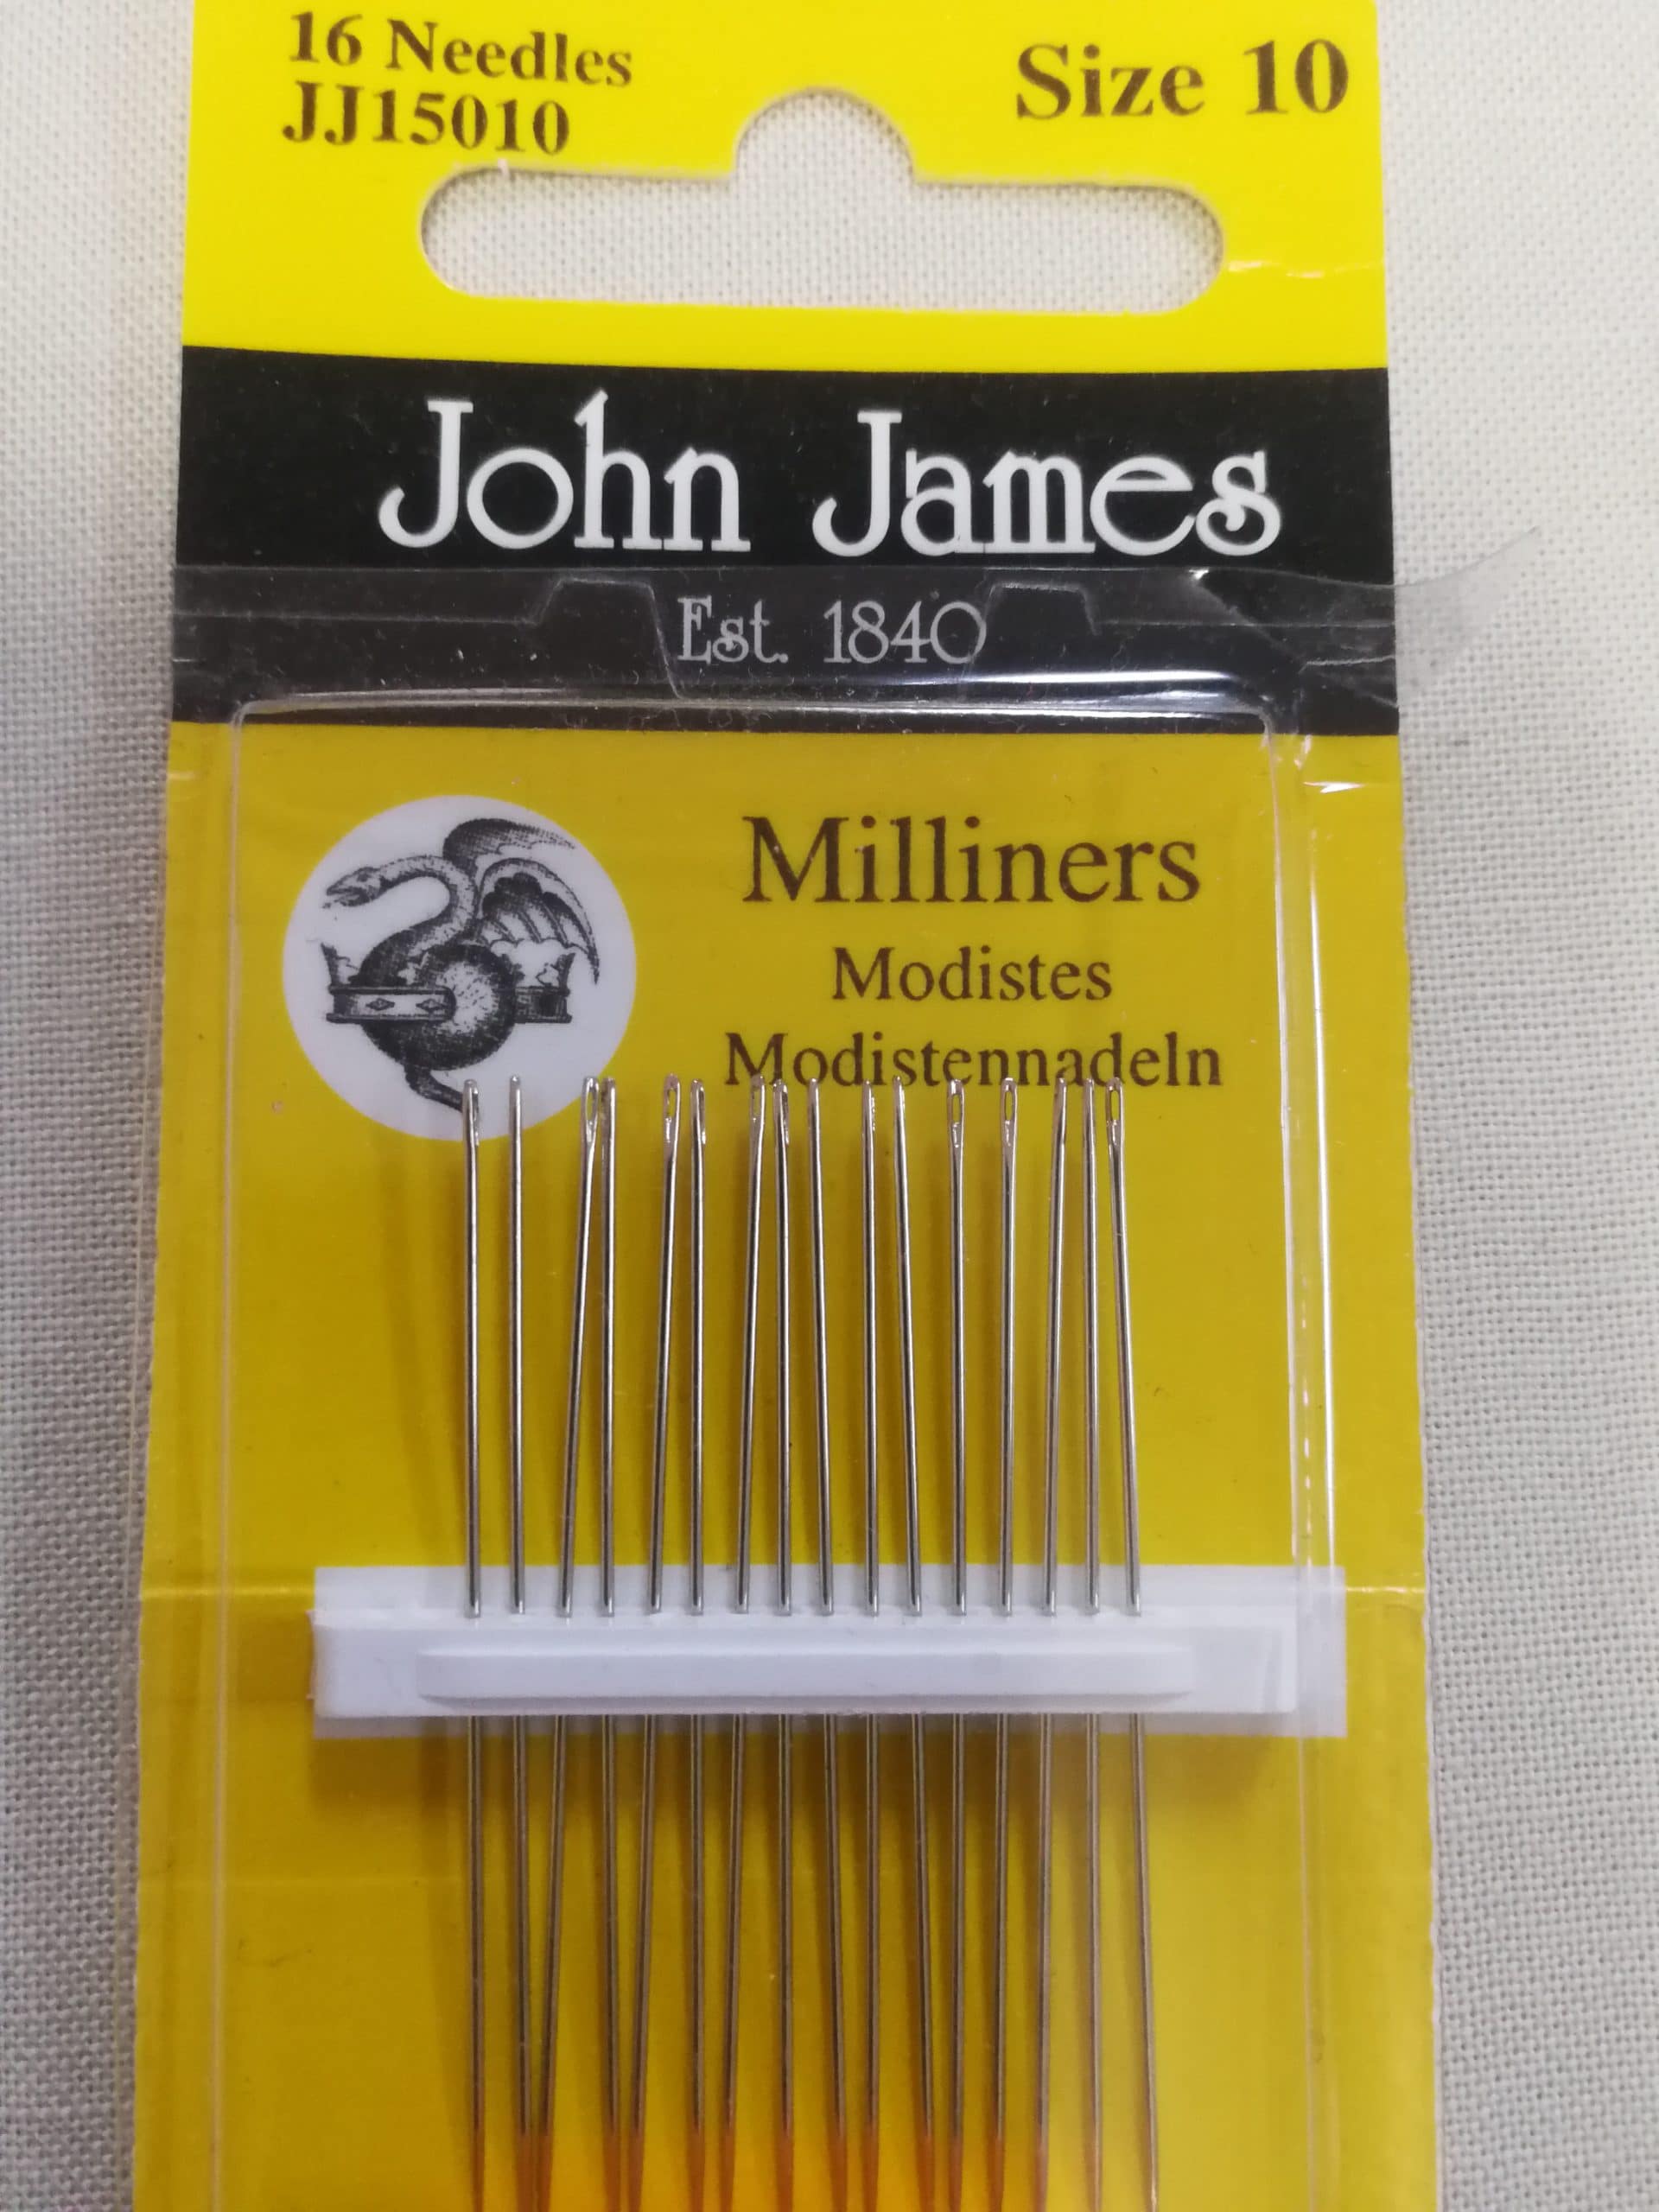 16 Needles
JJ15010
Size 10
John James
Est. 1840
Milliners
Modistes
Modistennadeln